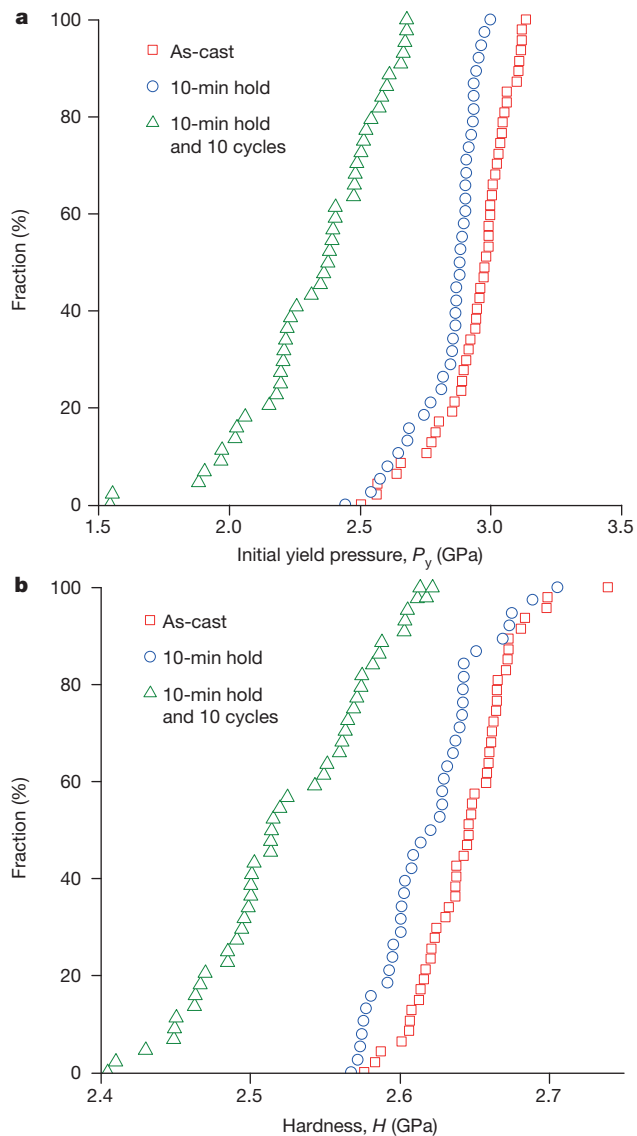 a
100
80
60
40
20
0
Fraction (%)
As-cast
10-min hold
10-min hold
and 10 cycles
1.5 2.0 2.5 3.0 3.5
Initial yield pressure, Py (GPa)
b
100
80
60
40
20
0
Fraction (%)
As-cast
10-min hold
10-min hold
and 10 cycles
2.4 2.5 2.6 2.7
Hardness, H (GPa)